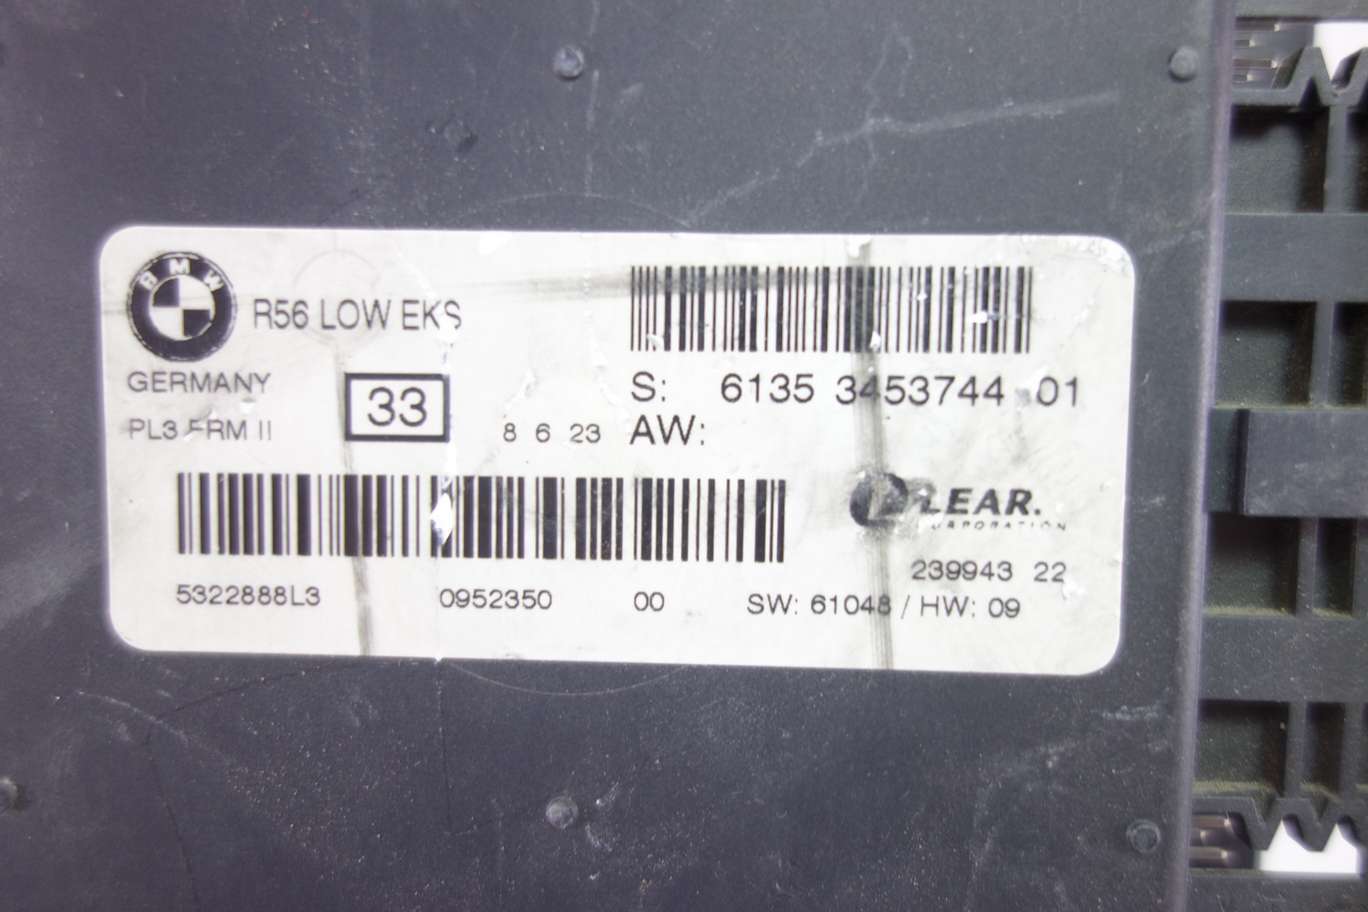 BMW
R56 LOW EKS
GERMANY
33
PL3 FRM II
8 6 23
S: 6135 3453744 01
AW:
LEAR.
CORPORATION
239943 22
5322888L3 0952350 00 SW: 61048 / HW: 09